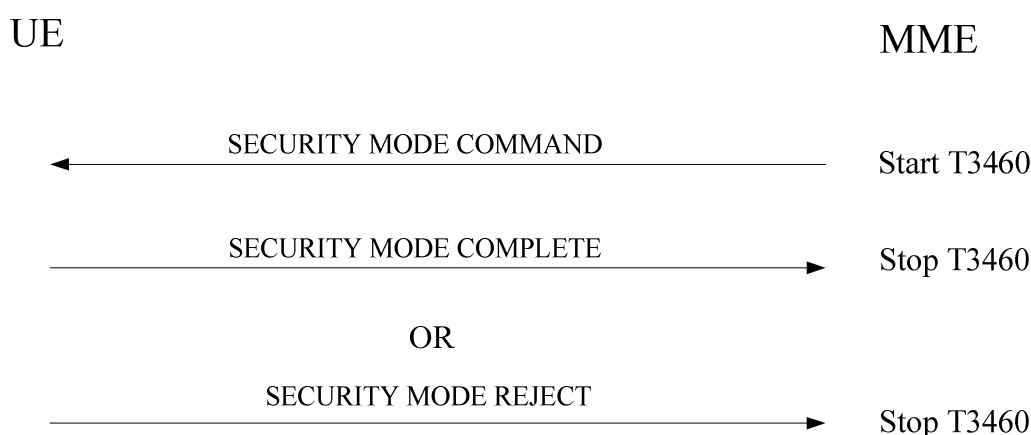 UE
MME
SECURITY MODE COMMAND
Start T3460
SECURITY MODE COMPLETE
Stop T3460
OR
SECURITY MODE REJECT
Stop T3460